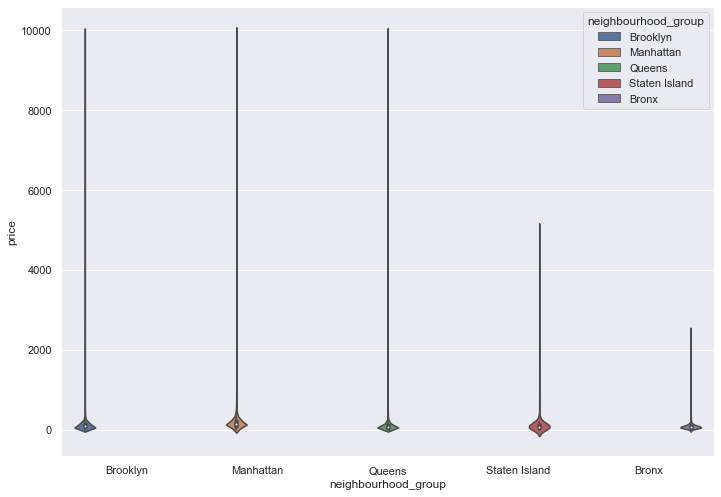 neighbourhood_group
Brooklyn
Manhattan
Queens
Staten Island
Bronx
10000
8000
6000
4000
2000
0
price
Brooklyn
Manhattan
Queens
Staten Island
Bronx
neighbourhood_group